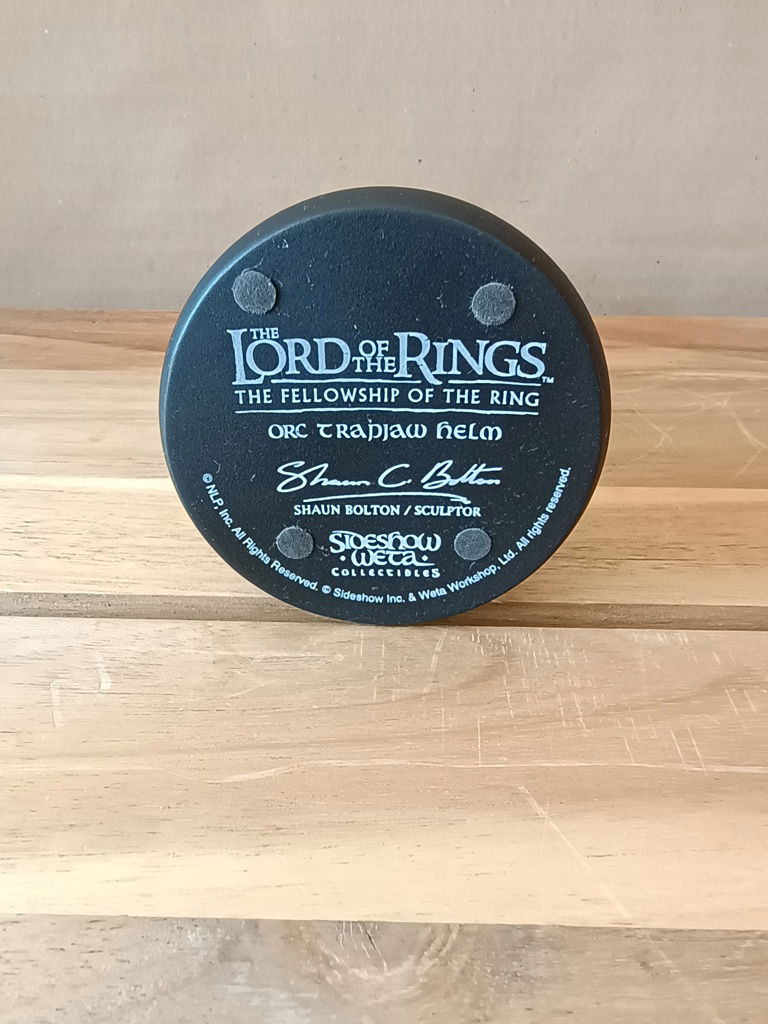 THE LORD OF THE RINGS™
THE FELLOWSHIP OF THE RING
ORC TRAPJAW HELM
Shaun C. Bolton
SHAUN BOLTON / SCULPTOR
SIDESHOW
· WETA ·
COLLECTIBLES
© NLP, Inc. All Rights Reserved. © Sideshow Inc. & Weta Workshop, Ltd. All rights reserved.